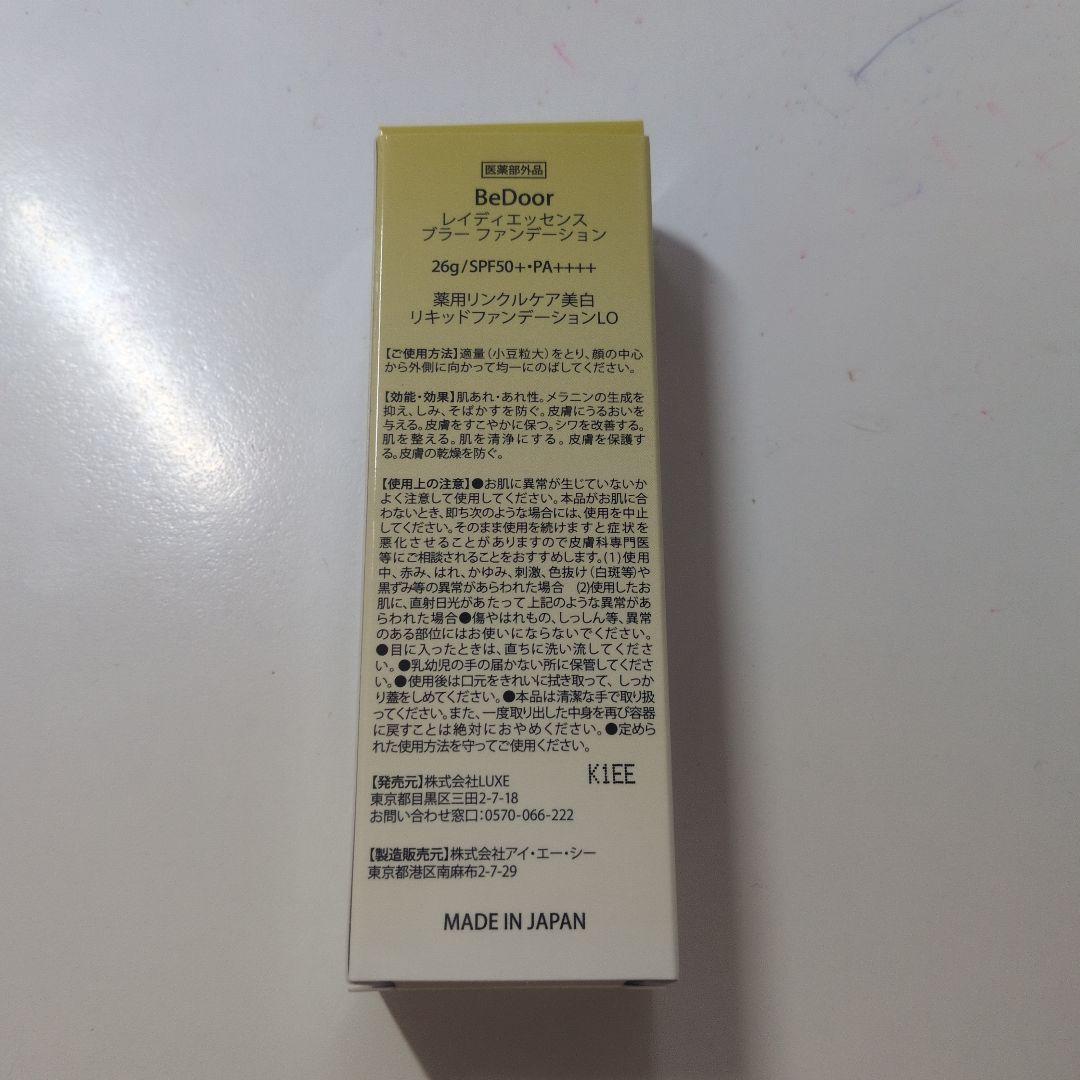 医薬部外品
BeDoor
レイディエッセンス
ブラー ファンデーション
26g/SPF50+・PA++++
薬用リンクルケア美白
リキッドファンデーションLO
【ご使用方法】適量（小豆粒大）をとり、顔の中心
から外側に向かって均一にのばしてください。
【効能・効果】肌あれ・あれ性。メラニンの生成を
抑え、しみ、そばかすを防ぐ。皮膚にうるおいを
与える。皮膚をすこやかに保つ。シワを改善する。
肌を整える。肌を清浄にする。皮膚を保護す
る。皮膚の乾燥を防ぐ。
【使用上の注意】●お肌に異常が生じていないか
よく注意して使用してください。本品がお肌に合
わないとき、即ち次のような場合には、使用を中止
してください。そのまま使用を続けますと症状を
悪化させることがありますので皮膚科専門医
等にご相談されることをおすすめします。(1)使用
中、赤み、はれ、かゆみ、刺激、色抜け（白斑等）や
黒ずみ等の異常があらわれた場合 (2)使用したお
肌に、直射日光があたって上記のような異常があ
らわれた場合●傷やはれもの、しっしん等、異常
のある部位にはお使いにならないでください。
●目に入ったときは、直ちに洗い流してくださ
い。●乳幼児の手の届かない所に保管してくださ
い。●使用後は口元をきれいに拭き取って、しっか
り蓋をしめてください。●本品は清潔な手で取り扱
ってください。また、一度取り出した中身を再び容器
に戻すことは絶対におやめください。●定めら
れた使用方法を守ってご使用ください。
K1EE
【発売元】株式会社LUXE
東京都目黒区三田2-7-18
お問い合わせ窓口：0570-066-222
【製造販売元】株式会社アイ・エー・シー
東京都港区南麻布2-7-29
MADE IN JAPAN